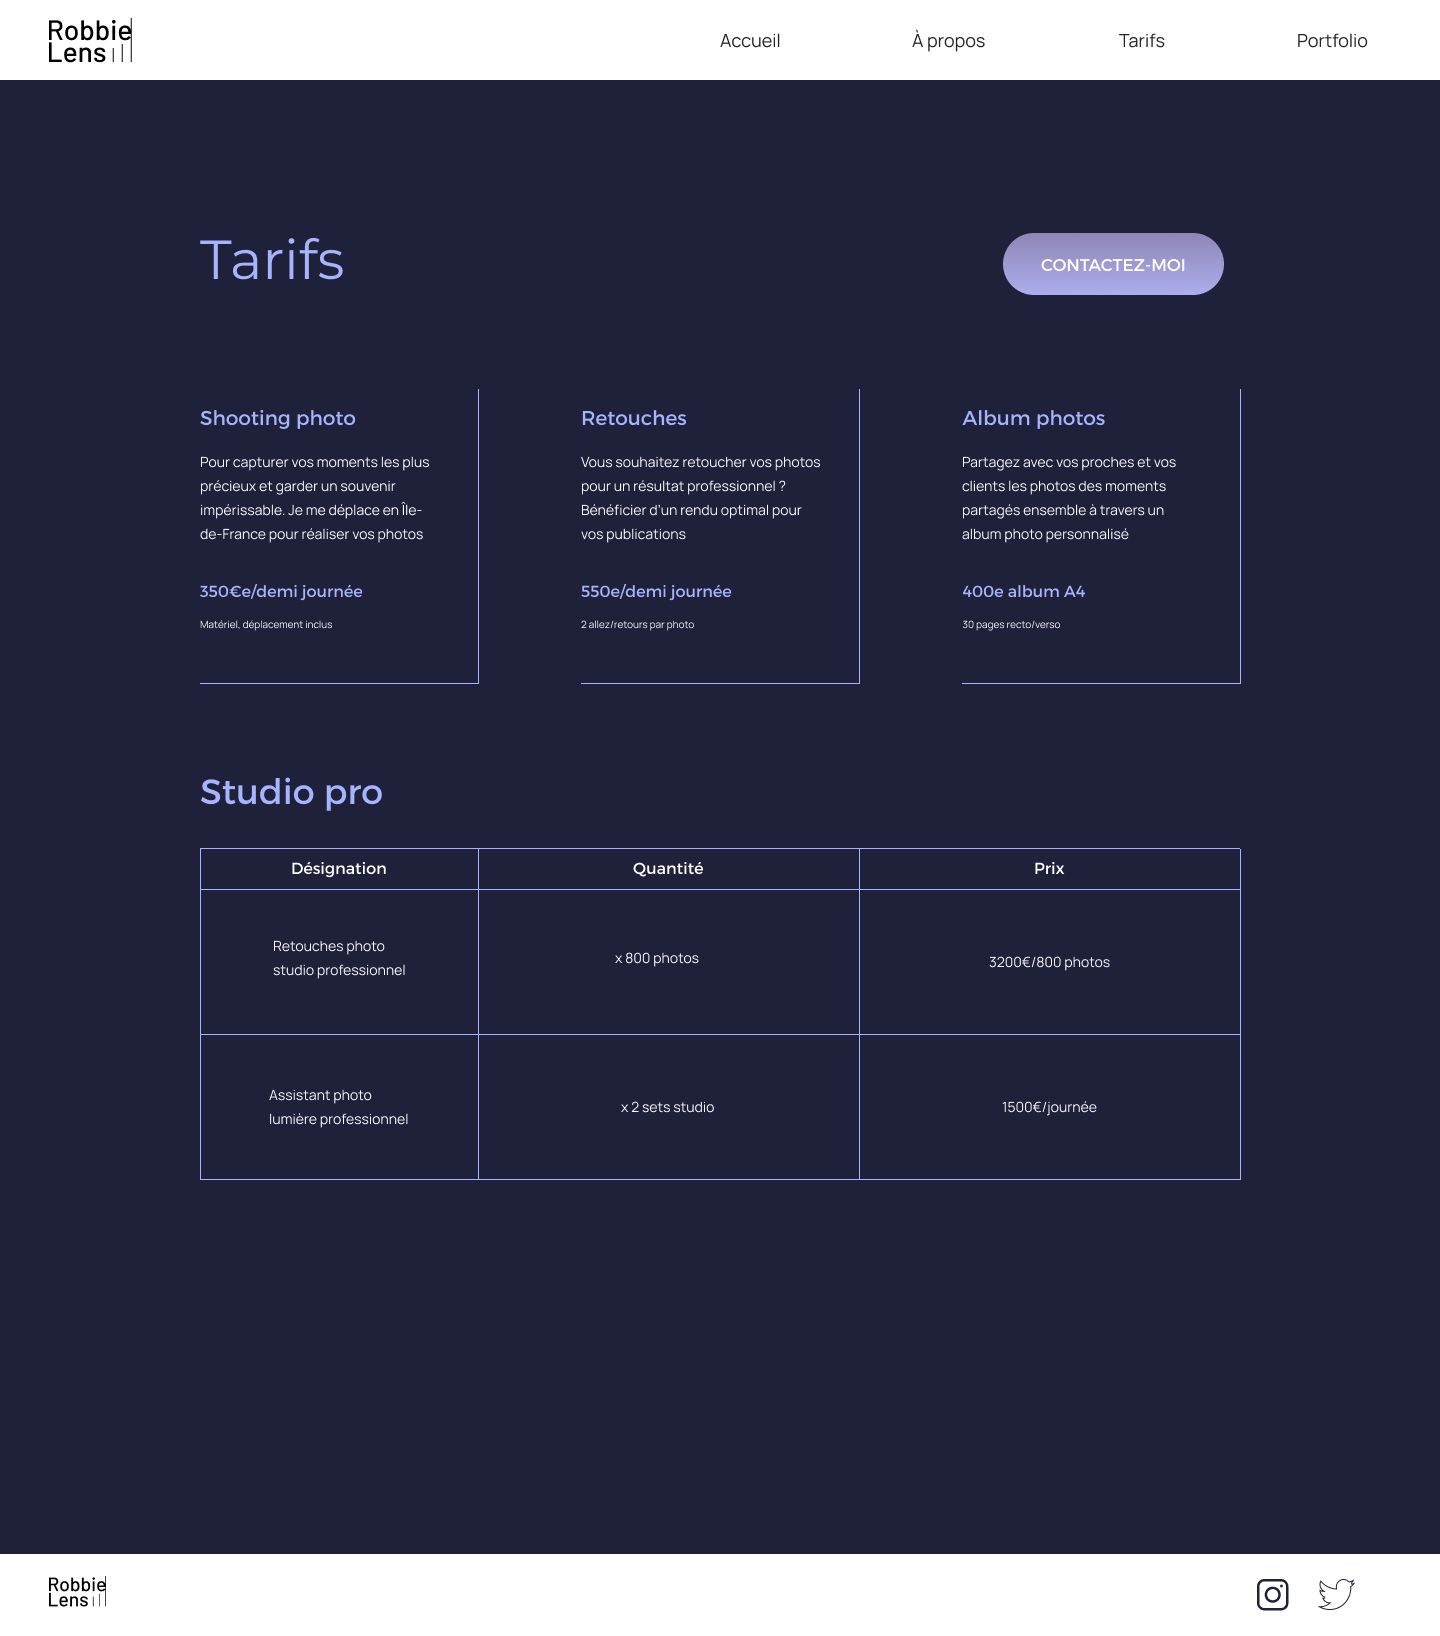 Robbie
Lens
Accueil
À propos
Tarifs
Portfolio
Tarifs
CONTACTEZ-MOI
Shooting photo
Pour capturer vos moments les plus
précieux et garder un souvenir
impérissable. Je me déplace en Île-
de-France pour réaliser vos photos
350€e/demi journée
Matériel, déplacement inclus
Retouches
Vous souhaitez retoucher vos photos
pour un résultat professionnel ?
Bénéficier d'un rendu optimal pour
vos publications
550e/demi journée
2 allez/retours par photo
Album photos
Partagez avec vos proches et vos
clients les photos des moments
partagés ensemble à travers un
album photo personnalisé
400e album A4
30 pages recto/verso
Studio pro
Désignation
Quantité
Prix
Retouches photo
studio professionnel
x 800 photos
3200€/800 photos
Assistant photo
lumière professionnel
x 2 sets studio
1500€/journée
Robbie
Lens